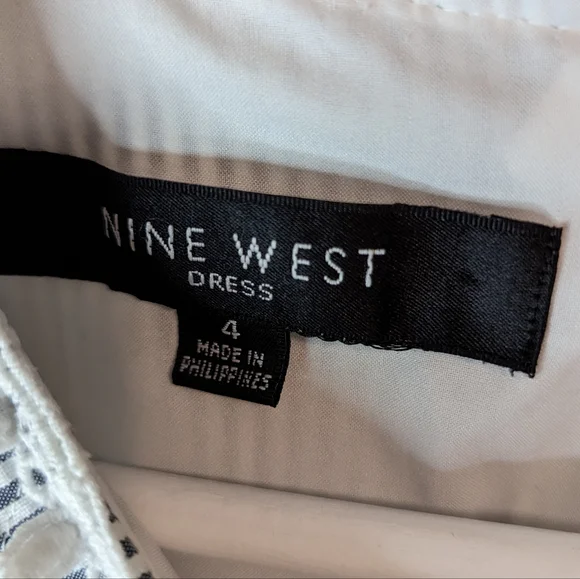 NINE WEST
DRESS
4
MADE IN
PHILIPPINES